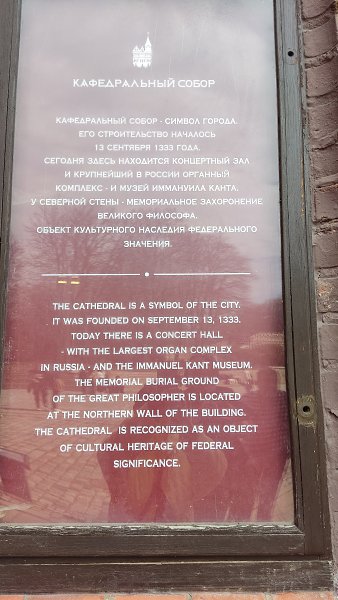 КАФЕДРАЛЬНЫЙ СОБОР
КАФЕДРАЛЬНЫЙ СОБОР - СИМВОЛ ГОРОДА.
ЕГО СТРОИТЕЛЬСТВО НАЧАЛОСЬ
13 СЕНТЯБРЯ 1333 ГОДА.
СЕГОДНЯ ЗДЕСЬ НАХОДИТСЯ КОНЦЕРТНЫЙ ЗАЛ
И КРУПНЕЙШИЙ В РОССИИ ОРГАННЫЙ
КОМПЛЕКС - И МУЗЕЙ ИММАНУИЛА КАНТА.
У СЕВЕРНОЙ СТЕНЫ - МЕМОРИАЛЬНОЕ ЗАХОРОНЕНИЕ
ВЕЛИКОГО ФИЛОСОФА.
ОБЪЕКТ КУЛЬТУРНОГО НАСЛЕДИЯ ФЕДЕРАЛЬНОГО
ЗНАЧЕНИЯ.
THE CATHEDRAL IS A SYMBOL OF THE CITY.
IT WAS FOUNDED ON SEPTEMBER 13, 1333.
TODAY THERE IS A CONCERT HALL
- WITH THE LARGEST ORGAN COMPLEX
IN RUSSIA - AND THE IMMANUEL KANT MUSEUM.
THE MEMORIAL BURIAL GROUND
OF THE GREAT PHILOSOPHER IS LOCATED
AT THE NORTHERN WALL OF THE BUILDING.
THE CATHEDRAL IS RECOGNIZED AS AN OBJECT
OF CULTURAL HERITAGE OF FEDERAL
SIGNIFICANCE.